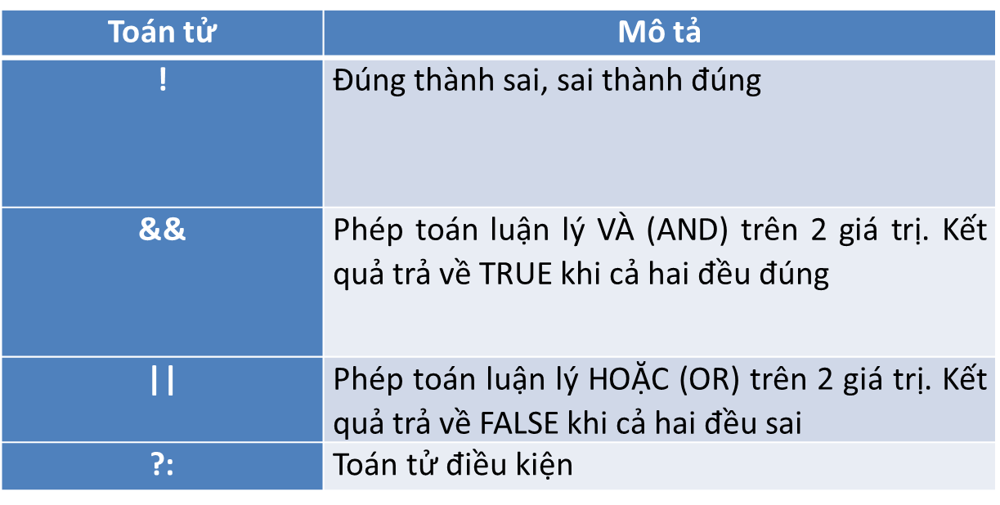 Toán tử
Mô tả
!
Đúng thành sai, sai thành đúng
&&
Phép toán luận lý VÀ (AND) trên 2 giá trị. Kết
quả trả về TRUE khi cả hai đều đúng
||
Phép toán luận lý HOẶC (OR) trên 2 giá trị. Kết
quả trả về FALSE khi cả hai đều sai
?:
Toán tử điều kiện